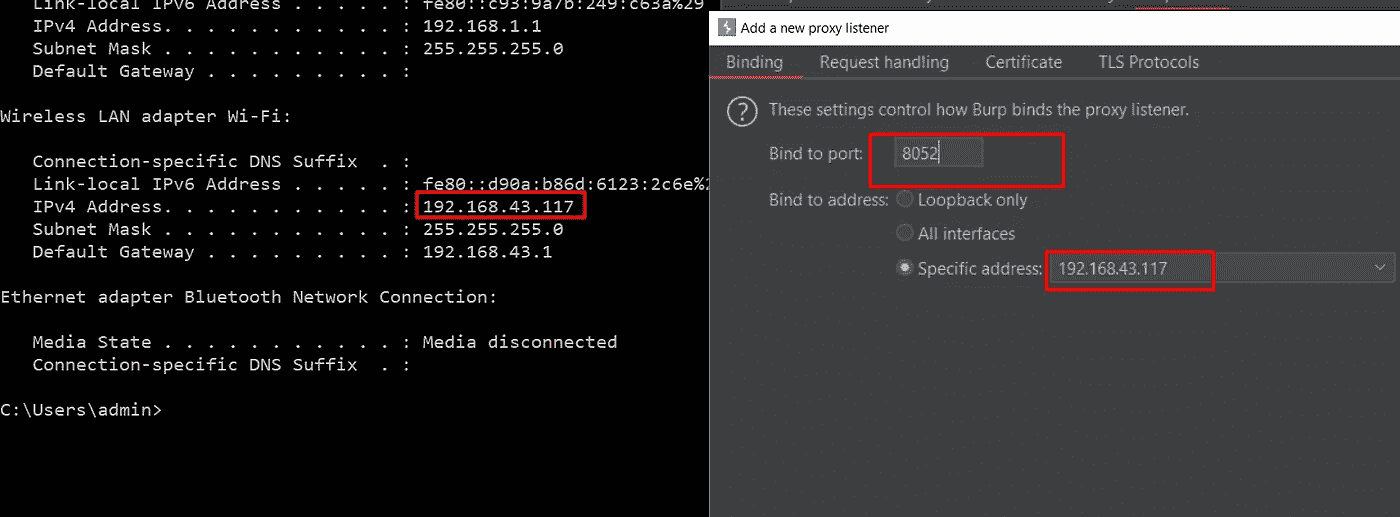 Link-local IPv6 Address . . . . . : fe80::c93:9a7b:249:c63a%29
IPv4 Address. . . . . . . . . . . : 192.168.1.1
Subnet Mask . . . . . . . . . . . : 255.255.255.0
Default Gateway . . . . . . . . . :
Wireless LAN adapter Wi-Fi:
Connection-specific DNS Suffix  . :
Link-local IPv6 Address . . . . . : fe80::d90a:b86d:6123:2c6e%2
IPv4 Address. . . . . . . . . . . : 192.168.43.117
Subnet Mask . . . . . . . . . . . : 255.255.255.0
Default Gateway . . . . . . . . . : 192.168.43.1
Ethernet adapter Bluetooth Network Connection:
Media State . . . . . . . . . . . : Media disconnected
Connection-specific DNS Suffix  . :
C:\Users\admin>
Add a new proxy listener
Binding Request handling Certificate TLS Protocols
? These settings control how Burp binds the proxy listener.
Bind to port: 8052
Bind to address: Loopback only
All interfaces
Specific address: 192.168.43.117